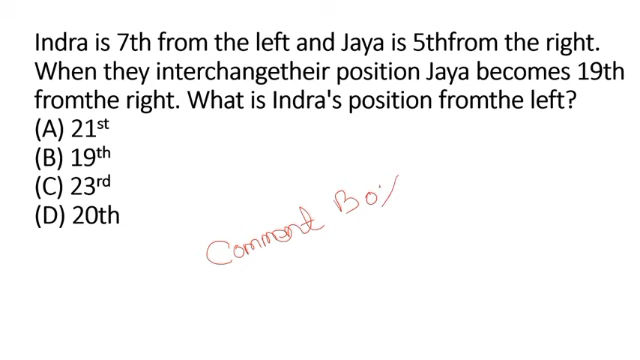 Indra is 7th from the left and Jaya is 5thfrom the right.
When they interchangetheir position Jaya becomes 19th
fromthe right. What is Indra's position fromthe left?
(A) 21st
(B) 19th
(C) 23rd
(D) 20th
Comment Box